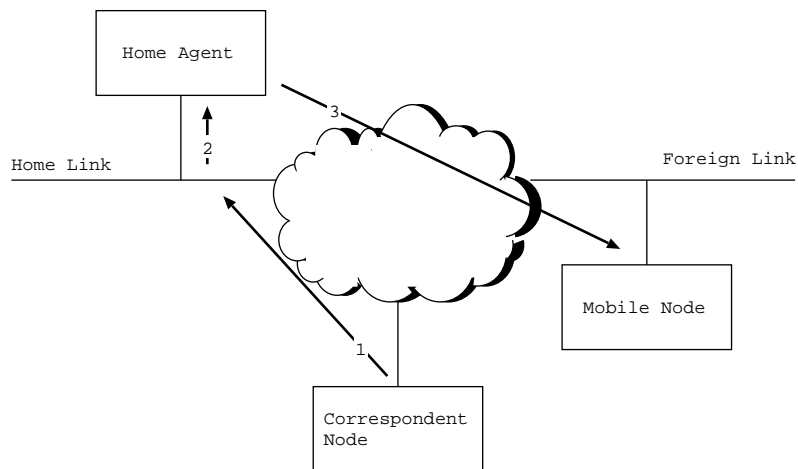 Home Agent
3
2
Home Link
Foreign Link
Mobile Node
1
Correspondent
Node